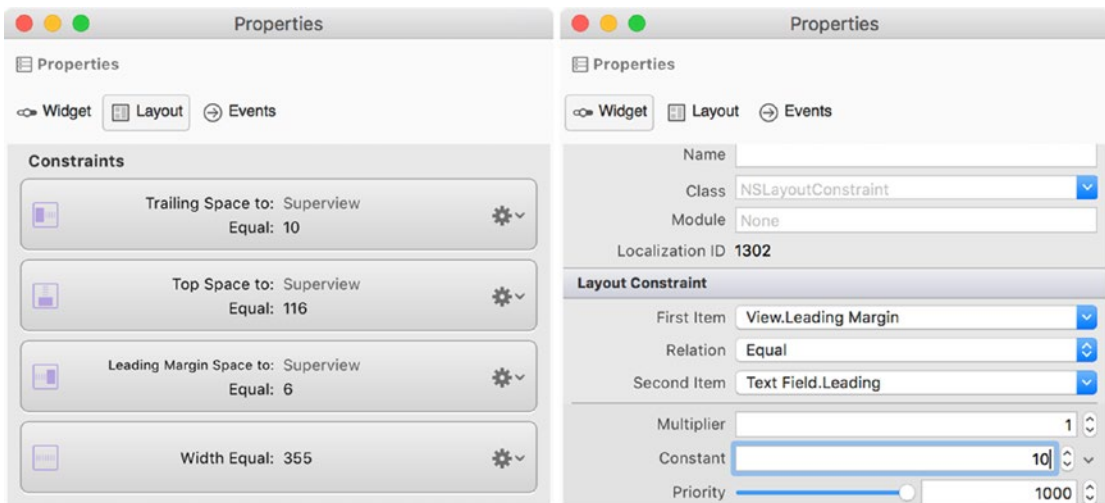 Properties
Properties
Widget Layout Events
Constraints
Trailing Space to: Superview
Equal: 10
Top Space to: Superview
Equal: 116
Leading Margin Space to: Superview
Equal: 6
Width Equal: 355
Properties
Properties
Widget Layout Events
Name
Class NSLayoutConstraint
Module None
Localization ID 1302
Layout Constraint
First Item View.Leading Margin
Relation Equal
Second Item Text Field.Leading
Multiplier 1
Constant 10
Priority 1000